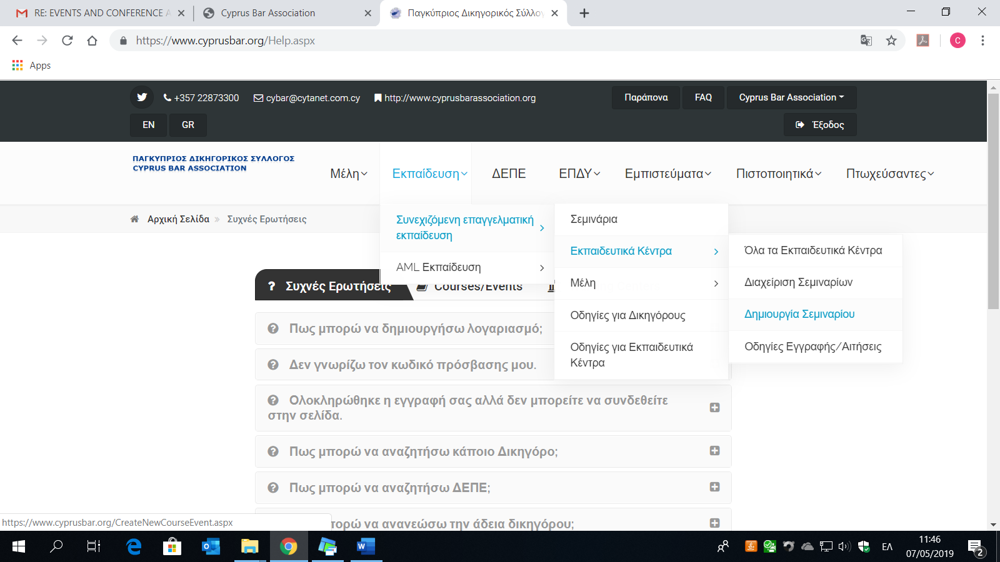 RE: EVENTS AND CONFERENCE
Cyprus Bar Association
Παγκύπριος Δικηγορικός Σύλλογ
https://www.cyprusbar.org/Help.aspx
C
Apps
+357 22873300
cybar@cytanet.com.cy
http://www.cyprusbarassociation.org
Παράπονα
FAQ
Cyprus Bar Association
EN
GR
Έξοδος
ΠΑΓΚΥΠΡΙΟΣ ΔΙΚΗΓΟΡΙΚΟΣ ΣΥΛΛΟΓΟΣ
CYPRUS BAR ASSOCIATION
Μέλη
Εκπαίδευση
ΔΕΠΕ
ΕΠΔΥ
Εμπιστεύματα
Πιστοποιητικά
Πτωχεύσαντες
Αρχική Σελίδα » Συχνές Ερωτήσεις
Συνεχιζόμενη επαγγελματική
εκπαίδευση
AML Εκπαίδευση
Σεμινάρια
Εκπαιδευτικά Κέντρα
Μέλη
Οδηγίες για Δικηγόρους
Οδηγίες για Εκπαιδευτικά
Κέντρα
Όλα τα Εκπαιδευτικά Κέντρα
Διαχείριση Σεμιναρίων
Δημιουργία Σεμιναρίου
Οδηγίες Εγγραφής/Αιτήσεις
? Συχνές Ερωτήσεις
Courses/Events
Πως μπορώ να δημιουργήσω λογαριασμό;
Δεν γνωρίζω τον κωδικό πρόσβασης μου.
Ολοκληρώθηκε η εγγραφή σας αλλά δεν μπορείτε να συνδεθείτε
στην σελίδα.
Πως μπορώ να αναζητήσω κάποιο Δικηγόρο;
Πως μπορώ να αναζητήσω ΔΕΠΕ;
πορώ να ανανεώσω την άδεια δικηγόρου;
https://www.cyprusbar.org/CreateNewCourseEvent.aspx
ΕΛ
11:46
07/05/2019
2